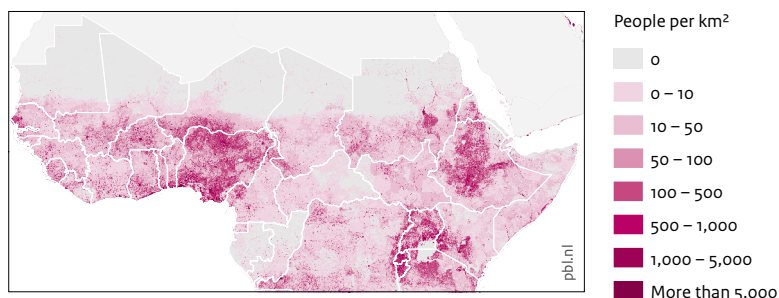 People per km²
0
0 – 10
10 – 50
50 – 100
100 – 500
500 – 1,000
1,000 – 5,000
More than 5,000
pbl.nl